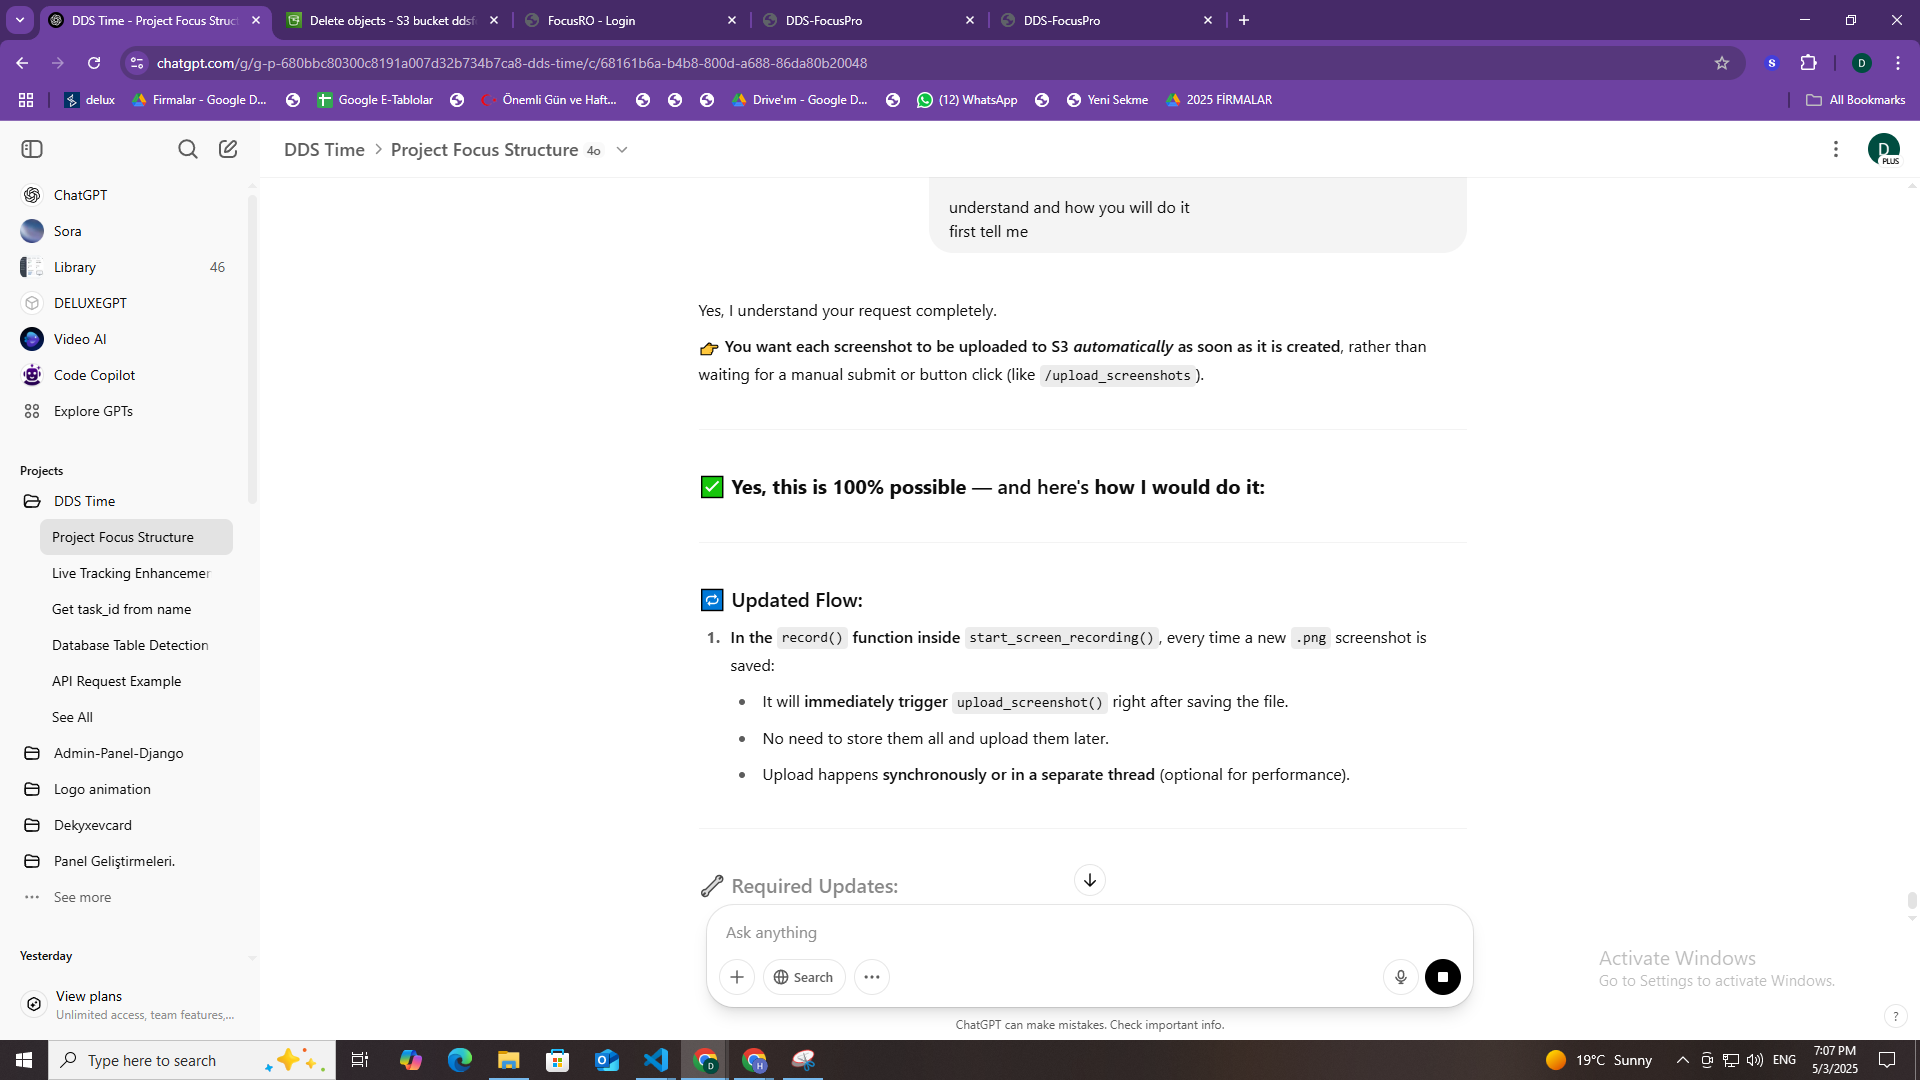 DDS Time - Project Focus Struct
Delete objects - S3 bucket ddsf
FocusRO - Login
DDS-FocusPro
DDS-FocusPro
chatgpt.com/g/g-p-680bbc80300c8191a007d32b734b7ca8-dds-time/c/68161b6a-b4b8-800d-a688-86da80b20048
S
D
delux
Firmalar - Google D...
Google E-Tablolar
Önemli Gün ve Haft...
Drive'ım - Google D...
(12) WhatsApp
Yeni Sekme
2025 FİRMALAR
All Bookmarks
DDS Time > Project Focus Structure 4o
D
PLUS
ChatGPT
Sora
Library 46
DELUXEGPT
Video AI
Code Copilot
Explore GPTs
Projects
DDS Time
Project Focus Structure
Live Tracking Enhancemer
Get task_id from name
Database Table Detection
API Request Example
See All
Admin-Panel-Django
Logo animation
Dekyxevcard
Panel Geliştirmeleri.
See more
Yesterday
View plans
Unlimited access, team features,...
understand and how you will do it
first tell me
Yes, I understand your request completely.
👉 You want each screenshot to be uploaded to S3 automatically as soon as it is created, rather than
waiting for a manual submit or button click (like /upload_screenshots ).
✅ Yes, this is 100% possible — and here's how I would do it:
🔁 Updated Flow:
1. In the record() function inside start_screen_recording() , every time a new .png screenshot is
saved:
• It will immediately trigger upload_screenshot() right after saving the file.
• No need to store them all and upload them later.
• Upload happens synchronously or in a separate thread (optional for performance).
🔧 Required Updates:
Ask anything
Search
ChatGPT can make mistakes. Check important info.
Activate Windows
Go to Settings to activate Windows.
?
Type here to search
D
H
19°C Sunny
ENG
7:07 PM
5/3/2025